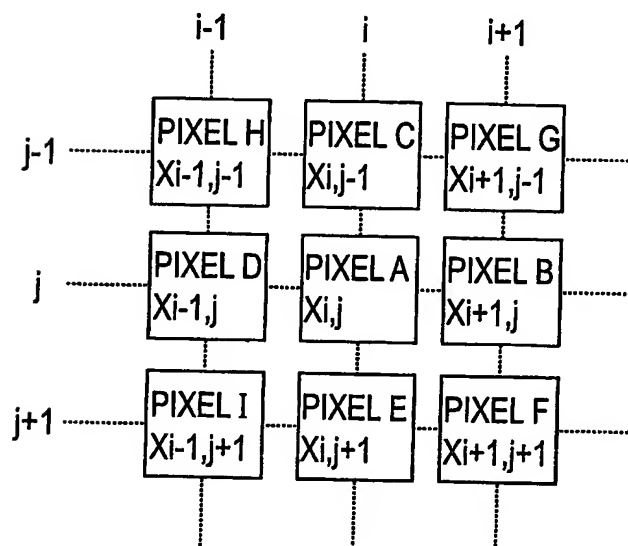 i-1
i
i+1
j-1
PIXEL H
Xi-1,j-1
PIXEL C
Xi,j-1
PIXEL G
Xi+1,j-1
j
PIXEL D
Xi-1,j
PIXEL A
Xi,j
PIXEL B
Xi+1,j
j+1
PIXEL I
Xi-1,j+1
PIXEL E
Xi,j+1
PIXEL F
Xi+1,j+1